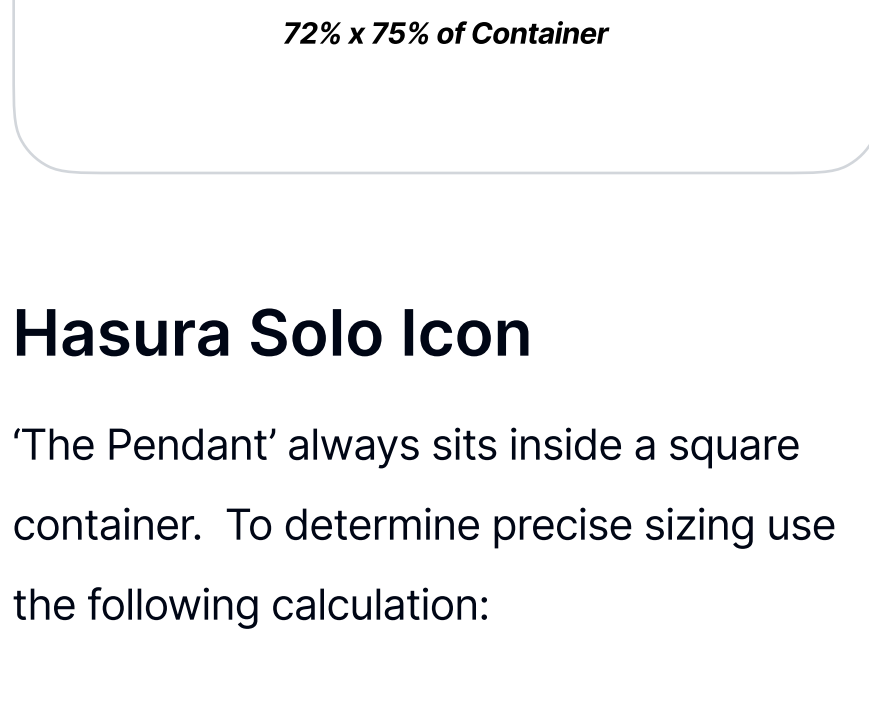 72% x 75% of Container
Hasura Solo Icon
‘The Pendant’ always sits inside a square
container.  To determine precise sizing use
the following calculation: